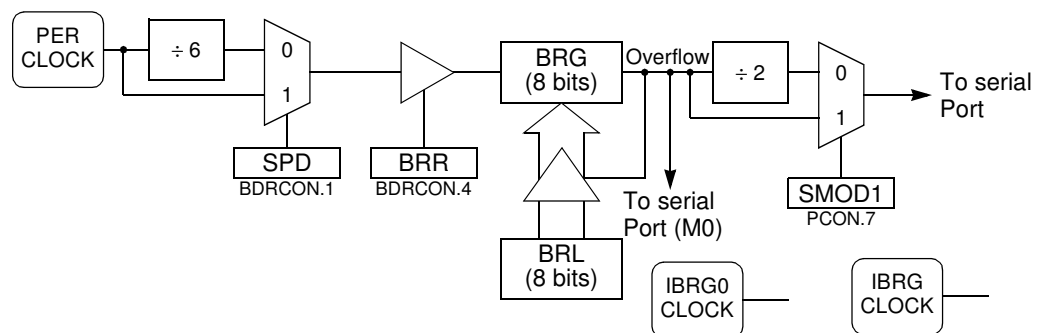 PER
CLOCK
÷ 6
0
1
SPD
BDRCON.1
BRR
BDRCON.4
BRG
(8 bits)
Overflow
÷ 2
0
1
To serial
Port
SMOD1
PCON.7
To serial
Port (M0)
BRL
(8 bits)
IBRG0
CLOCK
IBRG
CLOCK